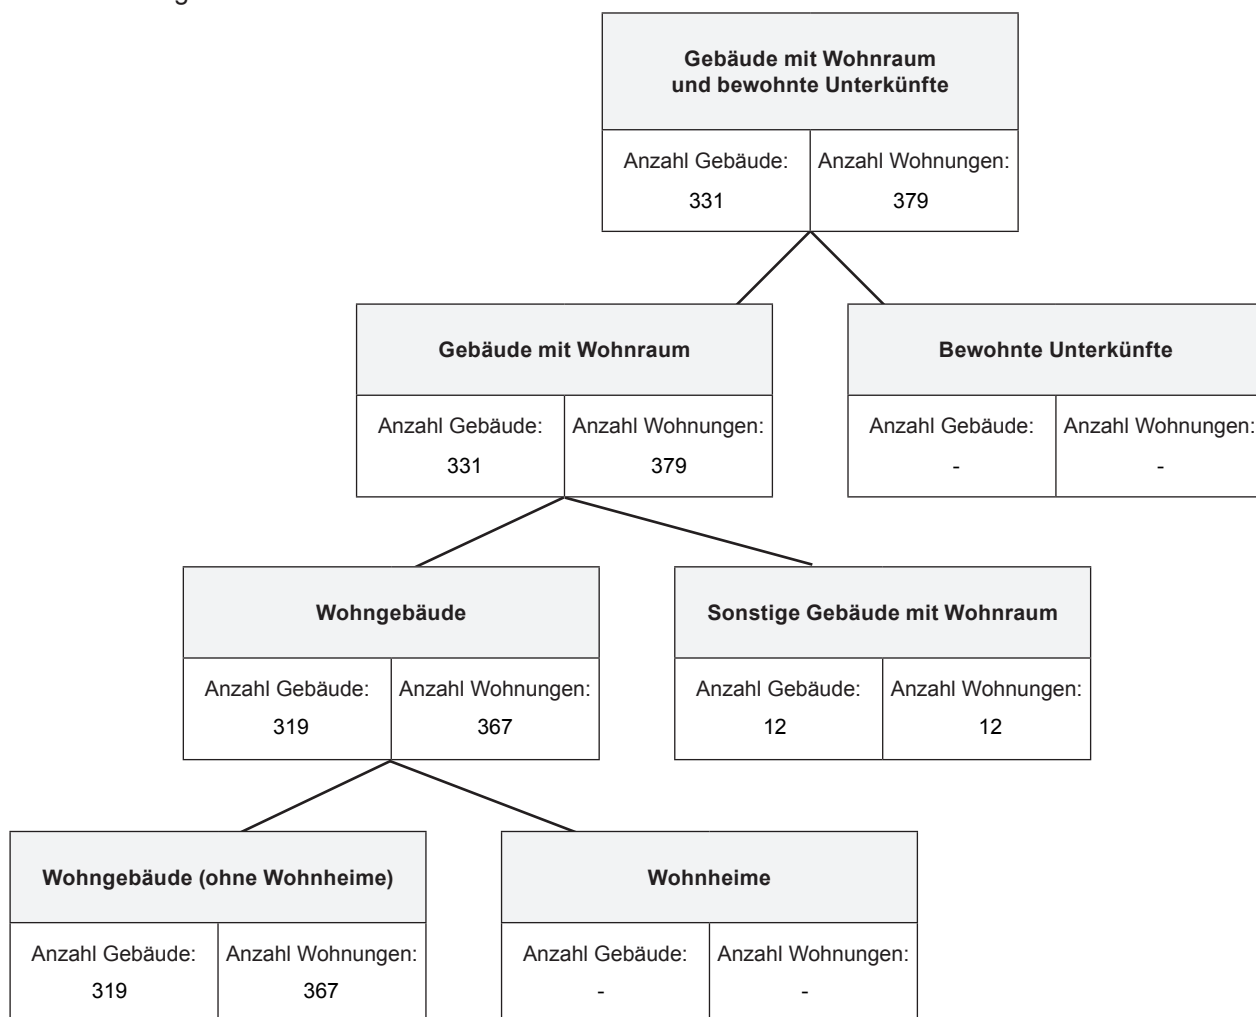 Gebäude mit Wohnraum
und bewohnte Unterkünfte
Anzahl Gebäude: Anzahl Wohnungen:
331 379
Gebäude mit Wohnraum
Anzahl Gebäude: Anzahl Wohnungen:
331 379
Bewohnte Unterkünfte
Anzahl Gebäude: Anzahl Wohnungen:
- -
Wohngebäude
Anzahl Gebäude: Anzahl Wohnungen:
319 367
Sonstige Gebäude mit Wohnraum
Anzahl Gebäude: Anzahl Wohnungen:
12 12
Wohngebäude (ohne Wohnheime)
Anzahl Gebäude: Anzahl Wohnungen:
319 367
Wohnheime
Anzahl Gebäude: Anzahl Wohnungen:
- -